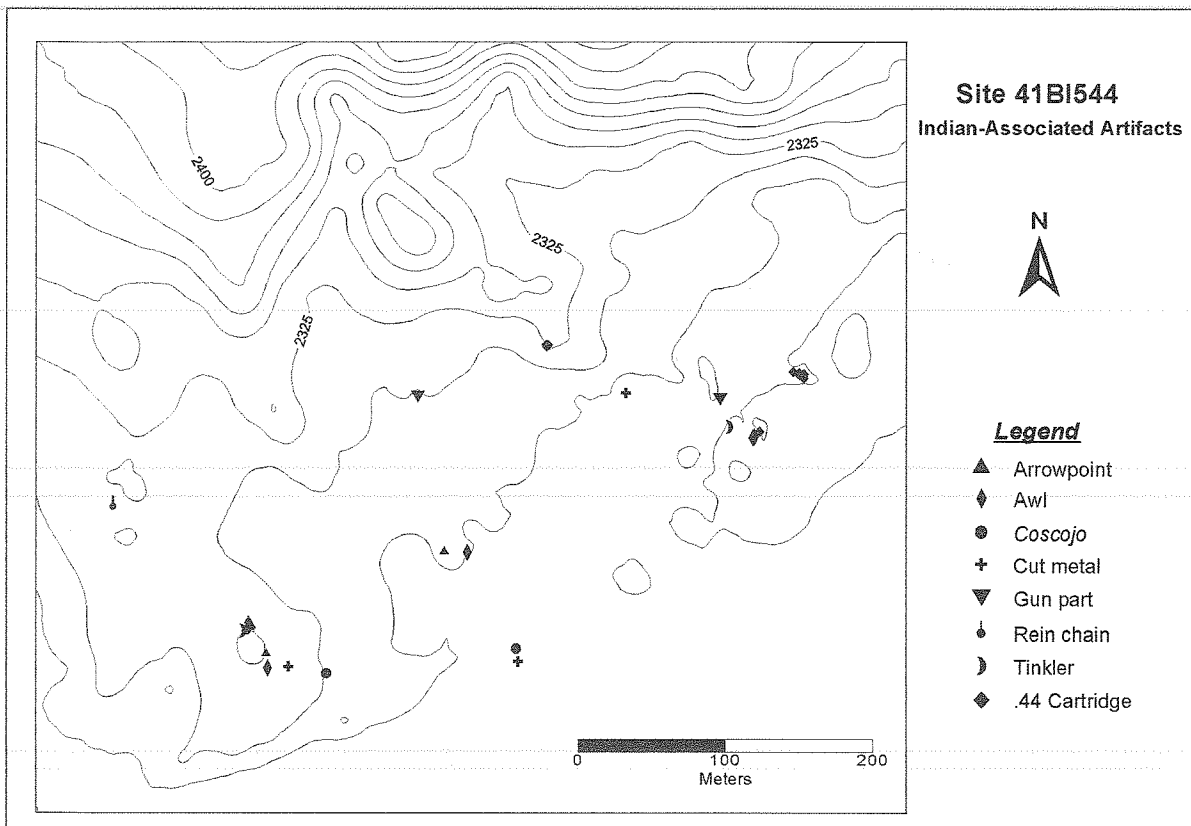 Site 41BI544
Indian-Associated Artifacts
N
2400
2325
2325
2325
Legend
Arrowpoint
Awl
Coscojo
Cut metal
Gun part
Rein chain
Tinkler
.44 Cartridge
0 100 200
Meters